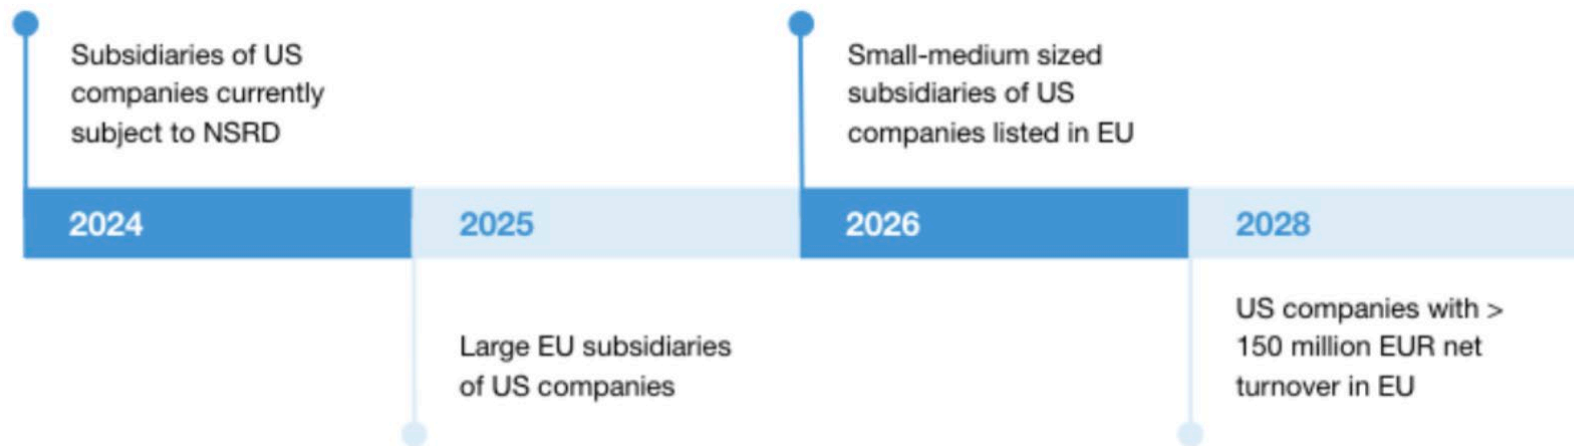 Subsidiaries of US
companies currently
subject to NSRD
Small-medium sized
subsidiaries of US
companies listed in EU
2024
2025
2026
2028
Large EU subsidiaries
of US companies
US companies with >
150 million EUR net
turnover in EU